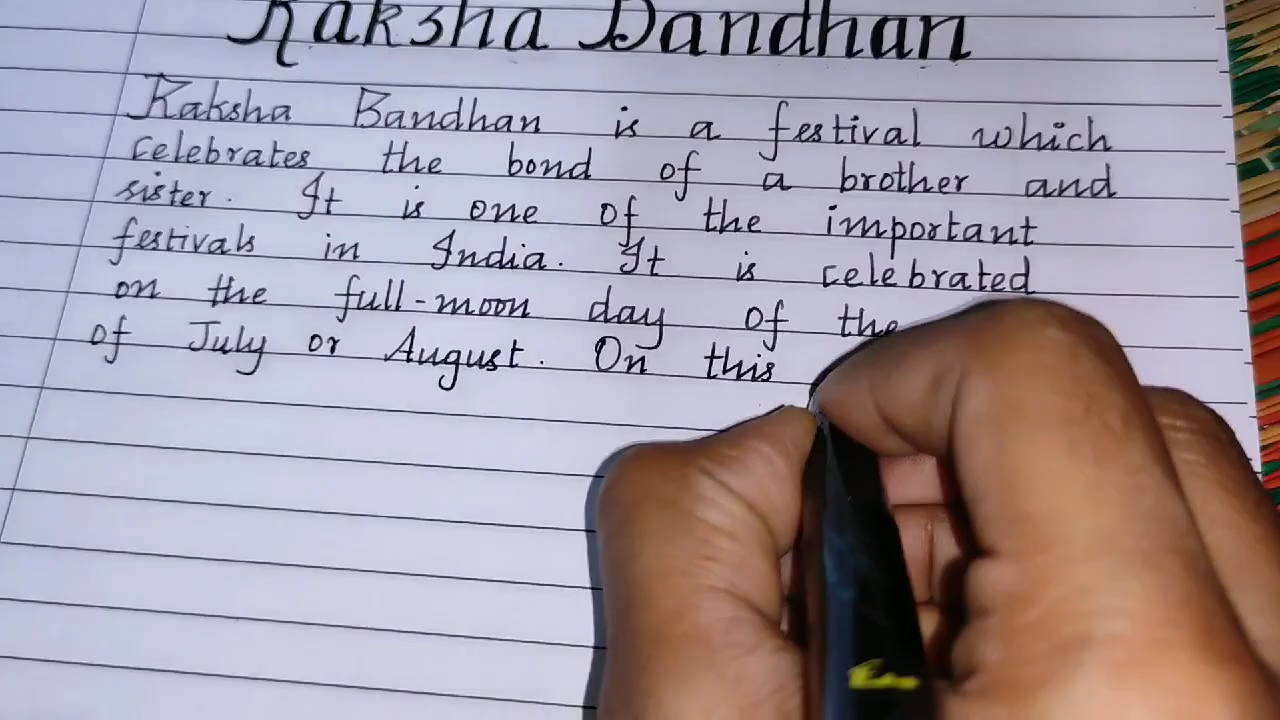 Raksha Bandhan
Raksha Bandhan is a festival which
celebrates the bond of a brother and
sister. It is one of the important
festivals in India. It is celebrated
on the full-moon day of the
of July or August. On this